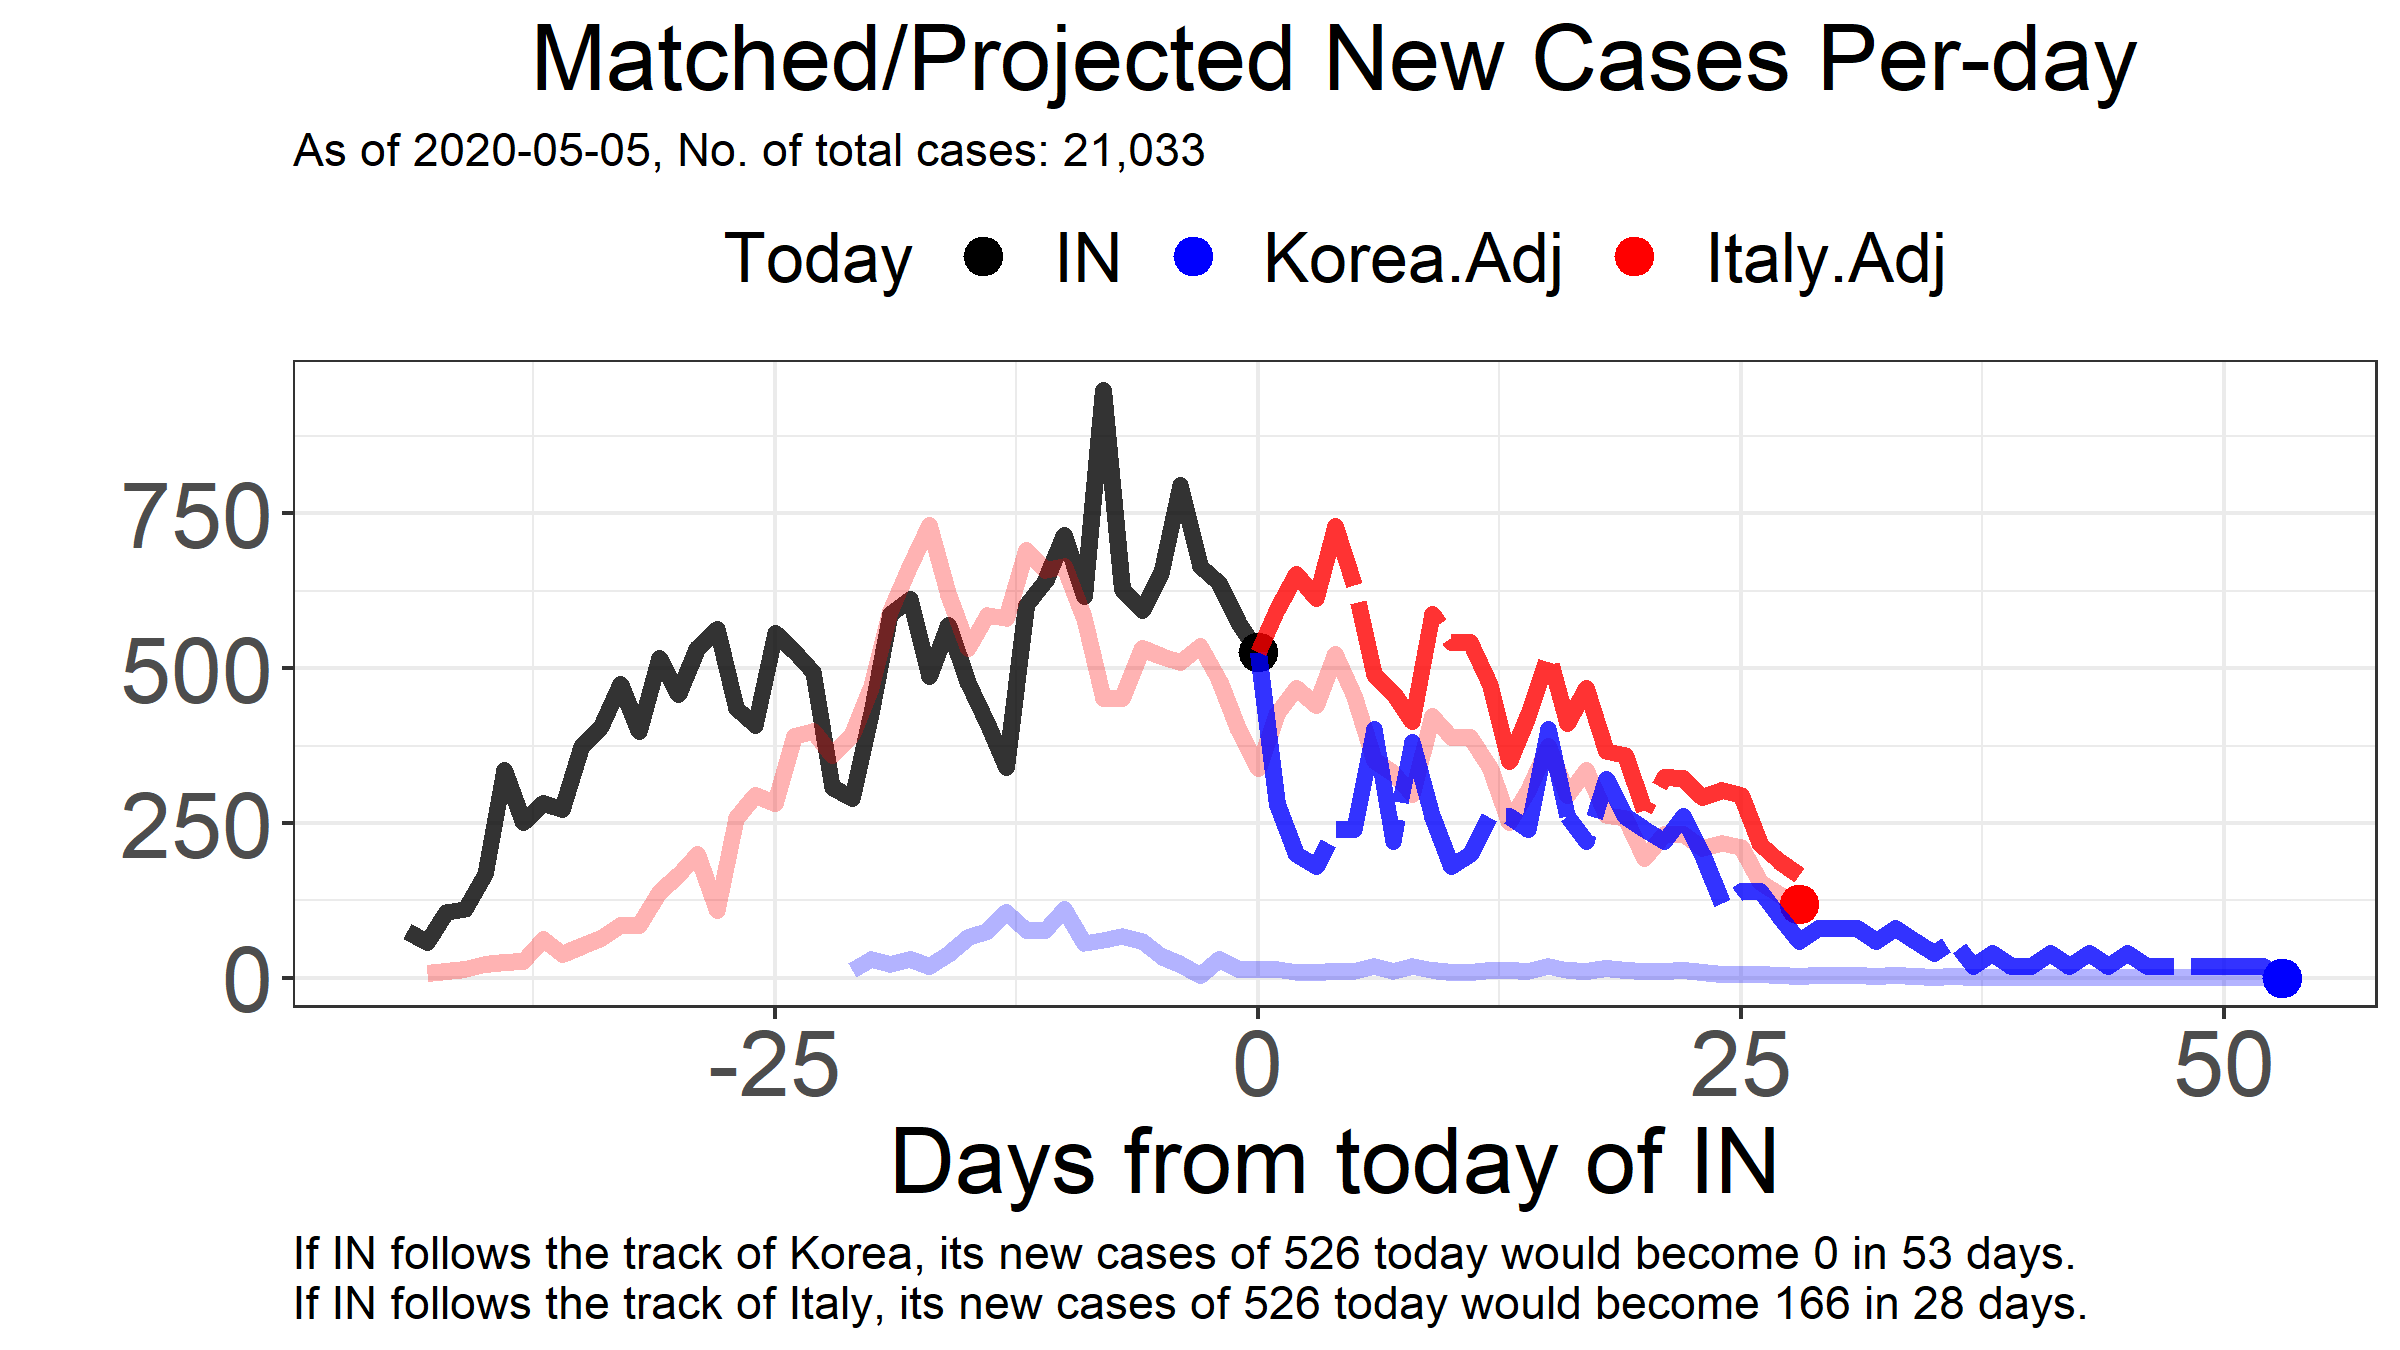 Matched/Projected New Cases Per-day
As of 2020-05-05, No. of total cases: 21,033
Today IN Korea.Adj Italy.Adj
750
500
250
0
-25 0 25 50
Days from today of IN
If IN follows the track of Korea, its new cases of 526 today would become 0 in 53 days.
If IN follows the track of Italy, its new cases of 526 today would become 166 in 28 days.